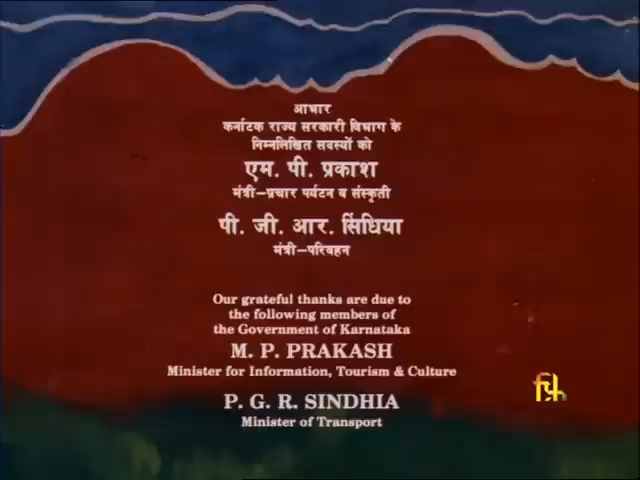 आभार
कर्नाटक राज्य सरकारी विभाग के
निम्नलिखित सदस्यों को
एम. पी. प्रकाश
मंत्री-प्रचार पर्यटन व संस्कृती
पी. जी. आर. सिंधिया
मंत्री-परिवहन
Our grateful thanks are due to
the following members of
the Government of Karnataka
M. P. PRAKASH
Minister for Information, Tourism & Culture
P. G. R. SINDHIA
Minister of Transport